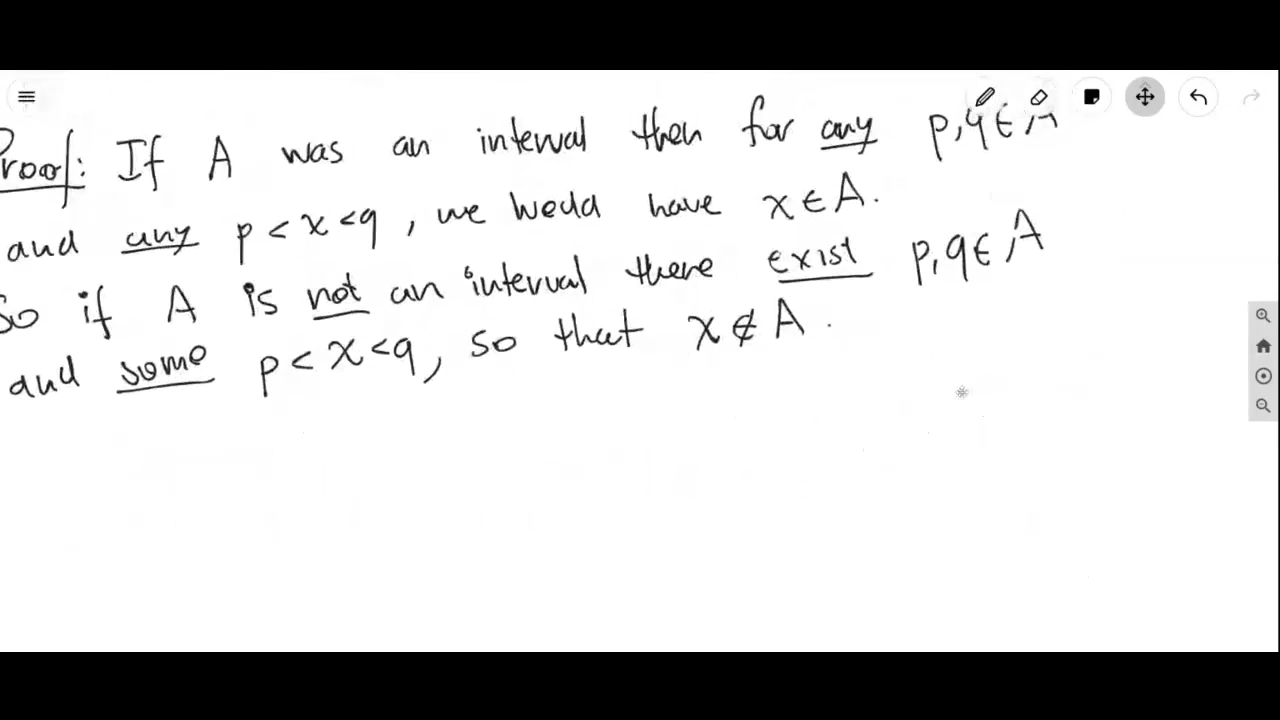 Proof: If A was an interval then for any p,q ∈ A
and any p < x < q, we would have x ∈ A.
So if A is not an interval there exist p,q ∈ A
and some p < x < q, so that x ∉ A.